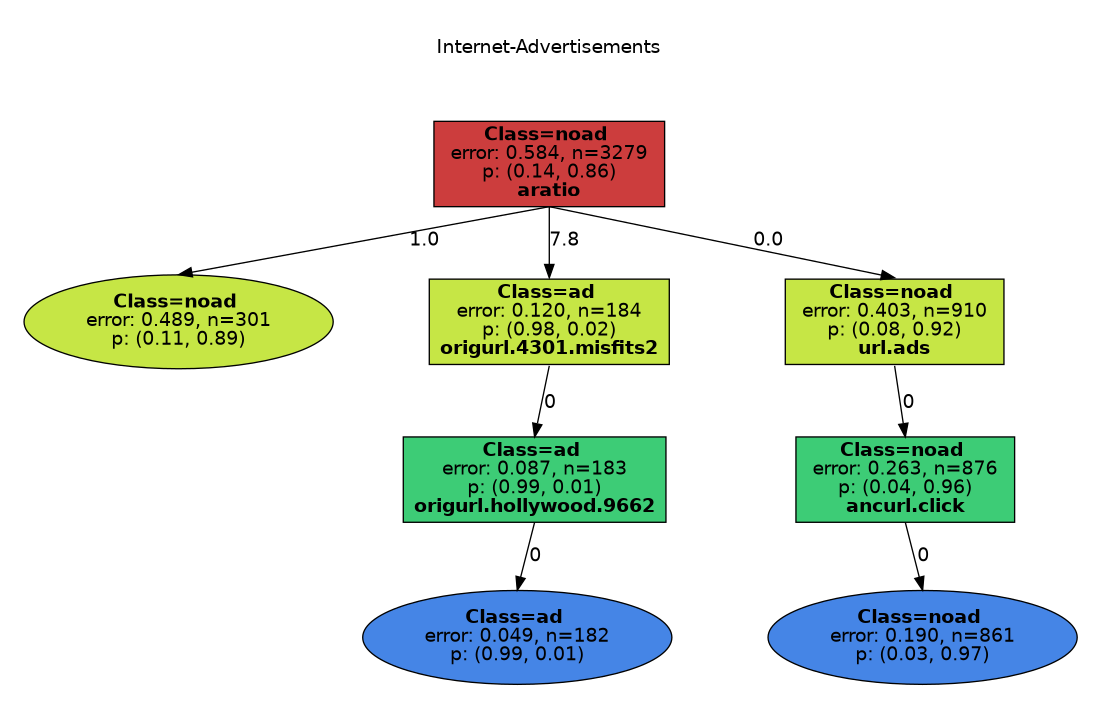 Internet-Advertisements
Class=noad
error: 0.584, n=3279
p: (0.14, 0.86)
aratio
1.0
7.8
0.0
Class=noad
error: 0.489, n=301
p: (0.11, 0.89)
Class=ad
error: 0.120, n=184
p: (0.98, 0.02)
origurl.4301.misfits2
Class=noad
error: 0.403, n=910
p: (0.08, 0.92)
url.ads
0
0
Class=ad
error: 0.087, n=183
p: (0.99, 0.01)
origurl.hollywood.9662
Class=noad
error: 0.263, n=876
p: (0.04, 0.96)
ancurl.click
0
0
Class=ad
error: 0.049, n=182
p: (0.99, 0.01)
Class=noad
error: 0.190, n=861
p: (0.03, 0.97)